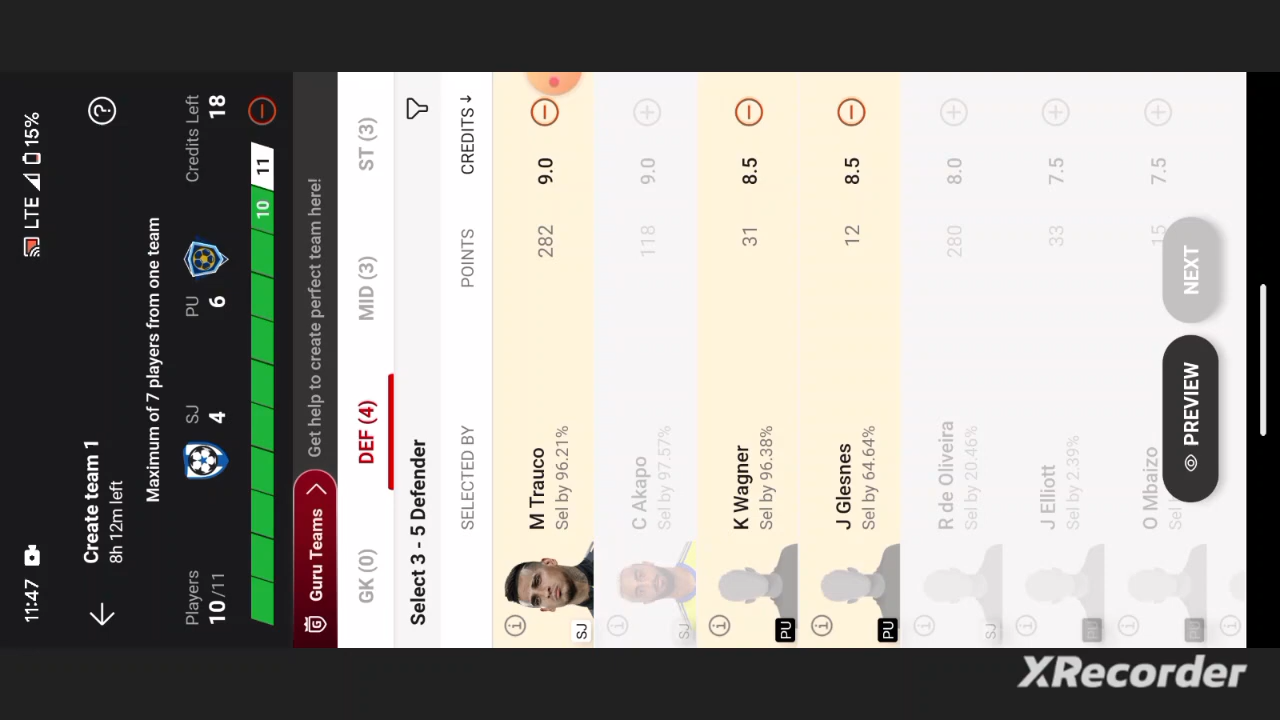 11:47 LTE 15%
Create team 1
8h 12m left
Maximum of 7 players from one team
Players SJ PU Credits Left
10/11 4 6 18
10 11
Guru Teams Get help to create perfect team here!
GK (0) DEF (4) MID (3) ST (3)
Select 3 - 5 Defender
SELECTED BY POINTS CREDITS
M Trauco 282 9.0
Sel by 96.21%
SJ
C Akapo 118 9.0
Sel by 97.57%
SJ
K Wagner 31 8.5
Sel by 96.38%
PU
J Glesnes 12 8.5
Sel by 64.64%
PU
R de Oliveira 280 8.0
Sel by 20.46%
SJ
J Elliott 33 7.5
Sel by 2.39%
PU
O Mbaizo 15 7.5
Sel
PU
PREVIEW NEXT
XRecorder